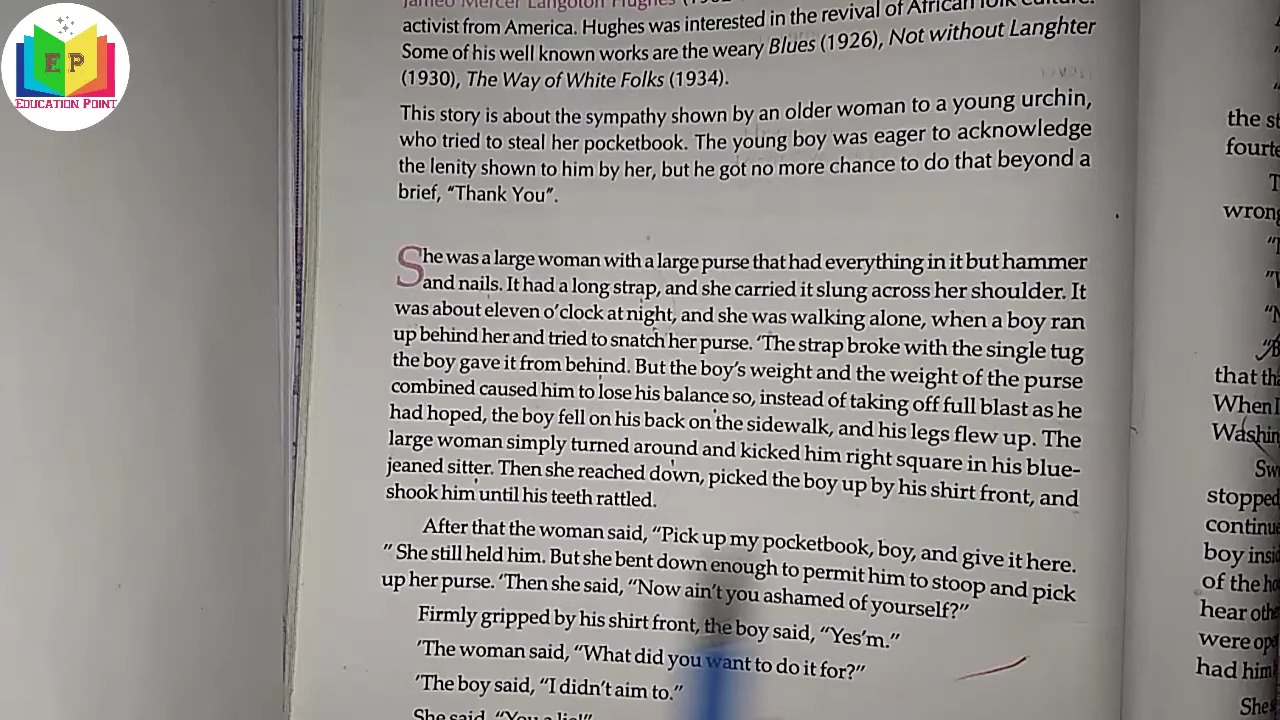 EP
EDUCATION POINT
James Mercer Langston Hughes
activist from America. Hughes was interested in the revival of African folk culture.
Some of his well known works are the weary Blues (1926), Not without Langhter
(1930), The Way of White Folks (1934).
This story is about the sympathy shown by an older woman to a young urchin,
who tried to steal her pocketbook. The young boy was eager to acknowledge
the lenity shown to him by her, but he got no more chance to do that beyond a
brief, “Thank You”.
She was a large woman with a large purse that had everything in it but hammer
and nails. It had a long strap, and she carried it slung across her shoulder. It
was about eleven o’clock at night, and she was walking alone, when a boy ran
up behind her and tried to snatch her purse. ‘The strap broke with the single tug
the boy gave it from behind. But the boy’s weight and the weight of the purse
combined caused him to lose his balance so, instead of taking off full blast as he
had hoped, the boy fell on his back on the sidewalk, and his legs flew up. The
large woman simply turned around and kicked him right square in his blue-
jeaned sitter. Then she reached down, picked the boy up by his shirt front, and
shook him until his teeth rattled.
After that the woman said, “Pick up my pocketbook, boy, and give it here.
” She still held him. But she bent down enough to permit him to stoop and pick
up her purse. ‘Then she said, “Now ain’t you ashamed of yourself?”
Firmly gripped by his shirt front, the boy said, “Yes’m.”
‘The woman said, “What did you want to do it for?”
‘The boy said, “I didn’t aim to.”
She said, “You a lie!”
the st
fourte
T
wrong
that th
When I
Washin
Sw
stopped
continue
boy insi
of the ho
hear othe
were ope
had him
She